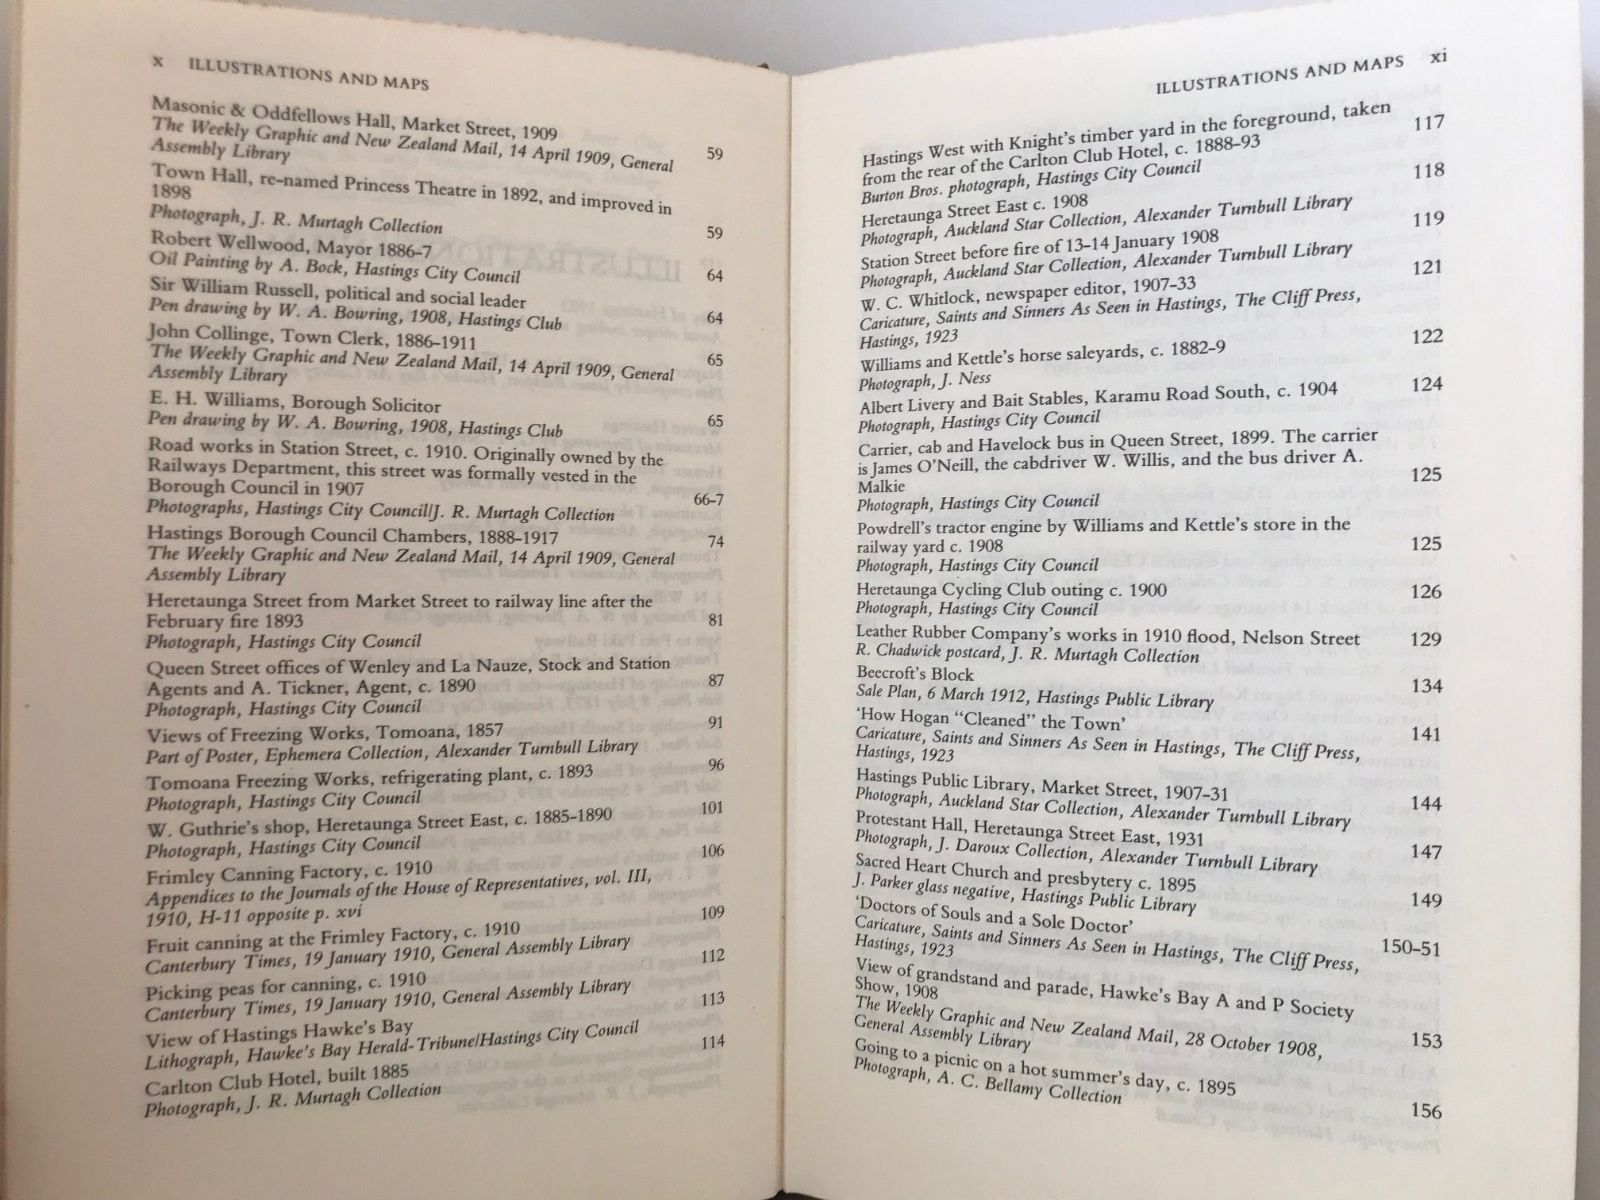 x ILLUSTRATIONS AND MAPS
Masonic & Oddfellows Hall, Market Street, 1909 59
The Weekly Graphic and New Zealand Mail, 14 April 1909, General
Assembly Library
Town Hall, re-named Princess Theatre in 1892, and improved in
1898 59
Photograph, J. R. Murtagh Collection
Robert Wellwood, Mayor 1886-7 64
Oil Painting by A. Bock, Hastings City Council
Sir William Russell, political and social leader 64
Pen drawing by W. A. Bowring, 1908, Hastings Club
John Collinge, Town Clerk, 1886-1911 65
The Weekly Graphic and New Zealand Mail, 14 April 1909, General
Assembly Library
E. H. Williams, Borough Solicitor 65
Pen drawing by W. A. Bowring, 1908, Hastings Club
Road works in Station Street, c. 1910. Originally owned by the
Railways Department, this street was formally vested in the
Borough Council in 1907 66-7
Photographs, Hastings City Council/J. R. Murtagh Collection
Hastings Borough Council Chambers, 1888-1917 74
The Weekly Graphic and New Zealand Mail, 14 April 1909, General
Assembly Library
Heretaunga Street from Market Street to railway line after the
February fire 1893 81
Photograph, Hastings City Council
Queen Street offices of Wenley and La Nauze, Stock and Station
Agents and A. Tickner, Agent, c. 1890 87
Photograph, Hastings City Council
Views of Freezing Works, Tomoana, 1857 91
Part of Poster, Ephemera Collection, Alexander Turnbull Library
Tomoana Freezing Works, refrigerating plant, c. 1893 96
Photograph, Hastings City Council
W. Guthrie's shop, Heretaunga Street East, c. 1885-1890 101
Photograph, Hastings City Council
Frimley Canning Factory, c. 1910 106
Appendices to the Journals of the House of Representatives, vol. III,
1910, H-11 opposite p. xvi
Fruit canning at the Frimley Factory, c. 1910 109
Canterbury Times, 19 January 1910, General Assembly Library
Picking peas for canning, c. 1910 112
Canterbury Times, 19 January 1910, General Assembly Library
View of Hastings Hawke's Bay 113
Lithograph, Hawke's Bay Herald-Tribune/Hastings City Council
Carlton Club Hotel, built 1885 114
Photograph, J. R. Murtagh Collection
ILLUSTRATIONS AND MAPS xi
Hastings West with Knight's timber yard in the foreground, taken
from the rear of the Carlton Club Hotel, c. 1888-93 117
Burton Bros. photograph, Hastings City Council
Heretaunga Street East c. 1908 118
Photograph, Auckland Star Collection, Alexander Turnbull Library
Station Street before fire of 13-14 January 1908 119
Photograph, Auckland Star Collection, Alexander Turnbull Library
W. C. Whitlock, newspaper editor, 1907-33 121
Caricature, Saints and Sinners As Seen in Hastings, The Cliff Press,
Hastings, 1923
Williams and Kettle's horse saleyards, c. 1882-9 122
Photograph, J. Ness
Albert Livery and Bait Stables, Karamu Road South, c. 1904 124
Photograph, Hastings City Council
Carrier, cab and Havelock bus in Queen Street, 1899. The carrier
is James O'Neill, the cabdriver W. Willis, and the bus driver A.
Malkie 125
Photograph, Hastings City Council
Powdrell's tractor engine by Williams and Kettle's store in the
railway yard c. 1908 125
Photograph, Hastings City Council
Heretaunga Cycling Club outing c. 1900 126
Photograph, Hastings City Council
Leather Rubber Company's works in 1910 flood, Nelson Street 129
R. Chadwick postcard, J. R. Murtagh Collection
Beecroft's Block 134
Sale Plan, 6 March 1912, Hastings Public Library
'How Hogan "Cleaned" the Town' 141
Caricature, Saints and Sinners As Seen in Hastings, The Cliff Press,
Hastings, 1923
Hastings Public Library, Market Street, 1907-31 144
Photograph, Auckland Star Collection, Alexander Turnbull Library
Protestant Hall, Heretaunga Street East, 1931 147
Photograph, J. Daroux Collection, Alexander Turnbull Library
Sacred Heart Church and presbytery c. 1895 149
J. Parker glass negative, Hastings Public Library
'Doctors of Souls and a Sole Doctor' 150-51
Caricature, Saints and Sinners As Seen in Hastings, The Cliff Press,
Hastings, 1923
View of grandstand and parade, Hawke's Bay A and P Society
Show, 1908 153
The Weekly Graphic and New Zealand Mail, 28 October 1908,
General Assembly Library
Going to a picnic on a hot summer's day, c. 1895 156
Photograph, A. C. Bellamy Collection